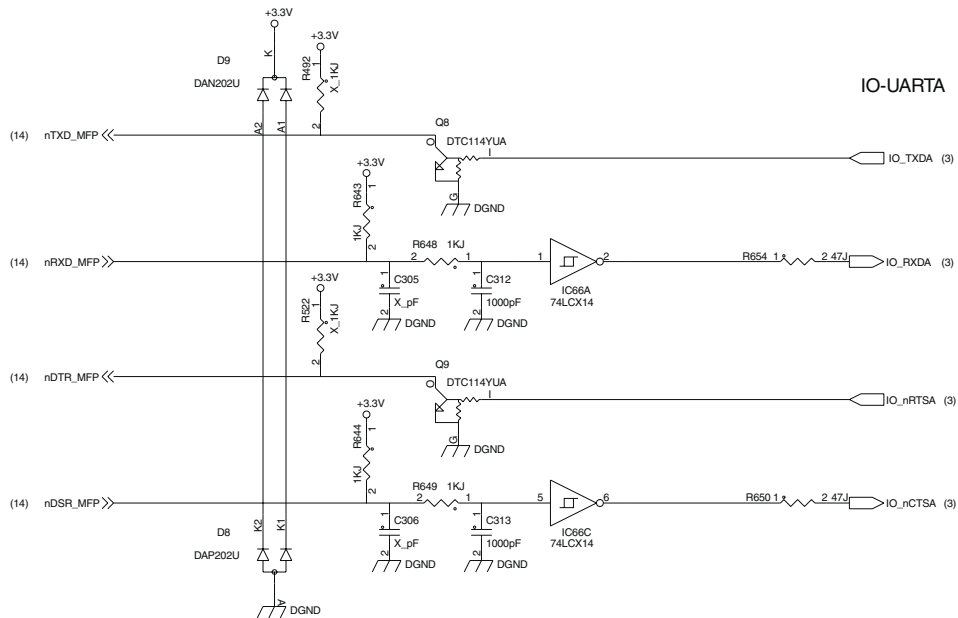 +3.3V
+3.3V
D9
K
R492
1
X_1KJ
2
DAN202U
IO-UARTA
A2
A1
Q8
(14) nTXD_MFP
O
DTC114YUA
I
IO_TXDA (3)
+3.3V
G
DGND
R643
1
1KJ
2
R648 1KJ
(14) nRXD_MFP
2
1
1
2
R654 1
2 47J
IO_RXDA (3)
+3.3V
1
C305
X_pF
2
DGND
1
C312
1000pF
2
DGND
IC66A
74LCX14
R522
1
X_1KJ
2
Q9
(14) nDTR_MFP
O
DTC114YUA
I
IO_nRTSA (3)
+3.3V
G
DGND
R644
1
1KJ
2
R649 1KJ
(14) nDSR_MFP
2
1
5
6
R650 1
2 47J
IO_nCTSA (3)
K2
K1
D8
DAP202U
1
C306
X_pF
2
DGND
1
C313
1000pF
2
DGND
IC66C
74LCX14
A
DGND